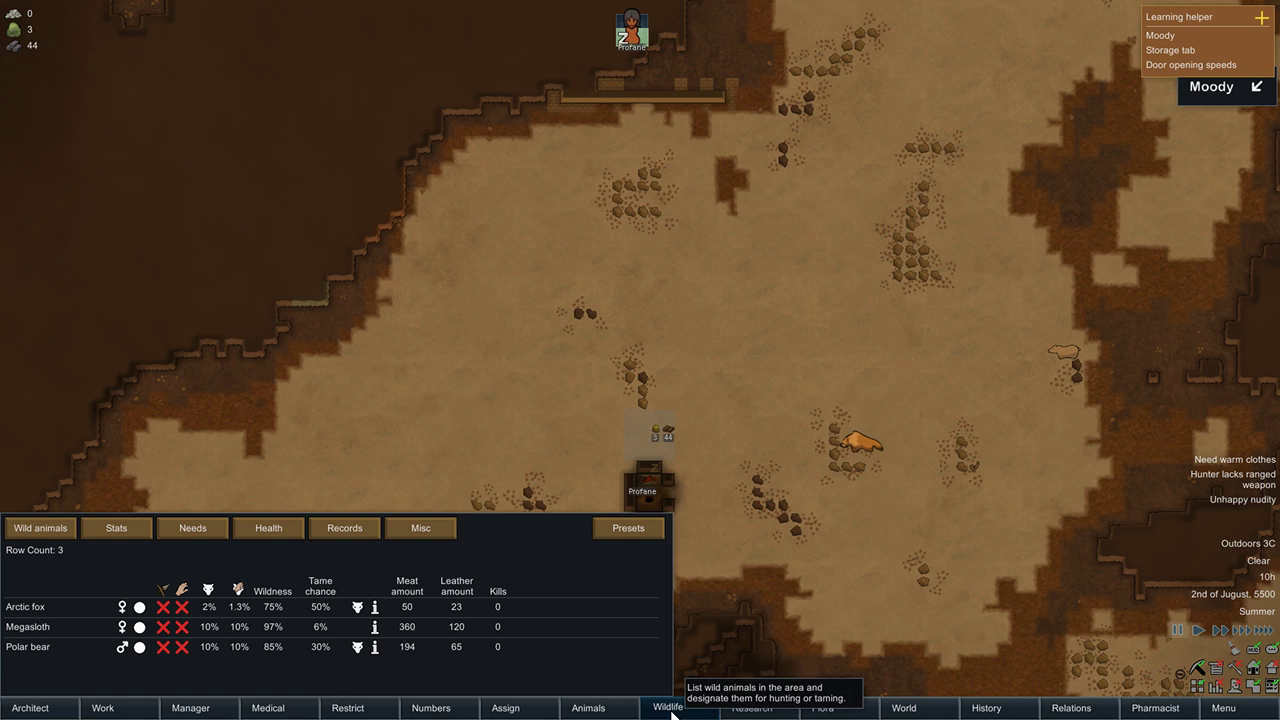 0
3
44
Z
Profane
Learning helper
Moody
Storage tab
Door opening speeds
Moody
3 44
Z
Profane
Need warm clothes
Hunter lacks ranged
weapon
Unhappy nudity
Outdoors 3C
Clear
10h
2nd of Jugust, 5500
Summer
Wild animals Stats Needs Health Records Misc Presets
Row Count: 3
Wildness Tame chance Meat amount Leather amount Kills
Arctic fox 2% 1.3% 75% 50% 50 23 0
Megasloth 10% 10% 97% 6% 360 120 0
Polar bear 10% 10% 85% 30% 194 65 0
List wild animals in the area and
designate them for hunting or taming.
Architect Work Manager Medical Restrict Numbers Assign Animals Wildlife Research Flora World History Relations Pharmacist Menu